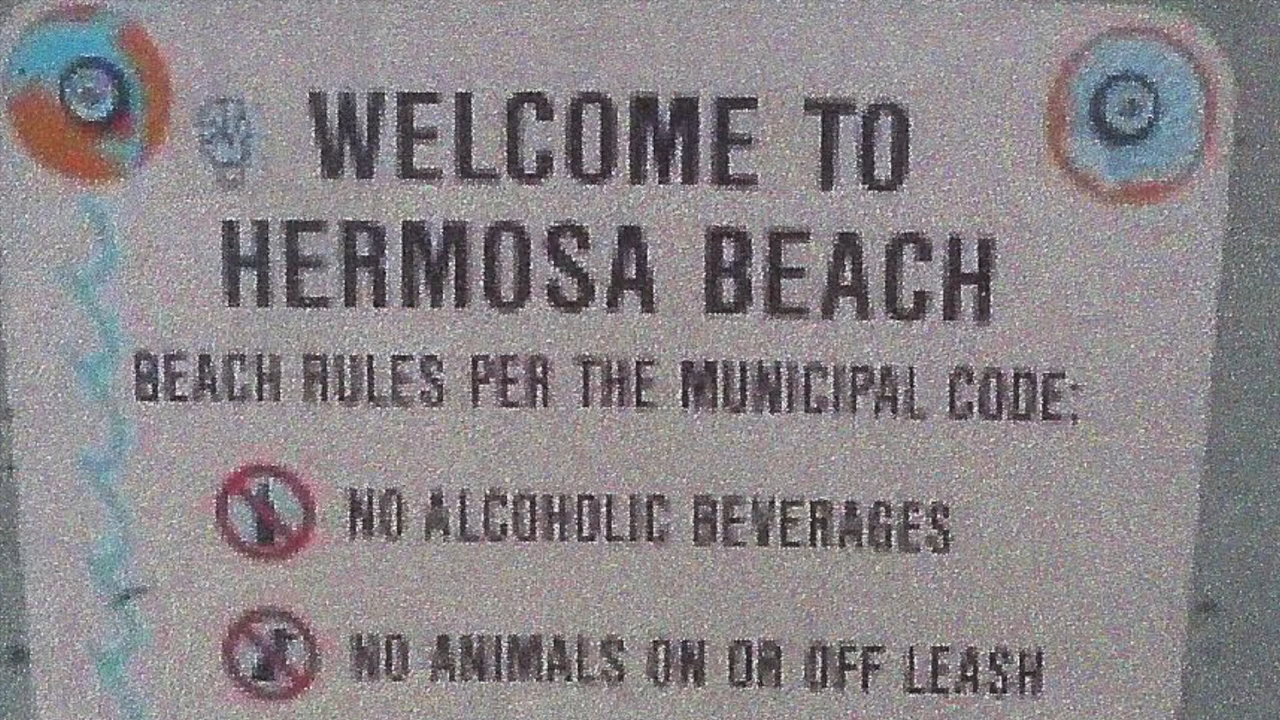 WELCOME TO
HERMOSA BEACH
BEACH RULES PER THE MUNICIPAL CODE:
NO ALCOHOLIC BEVERAGES
NO ANIMALS ON OR OFF LEASH